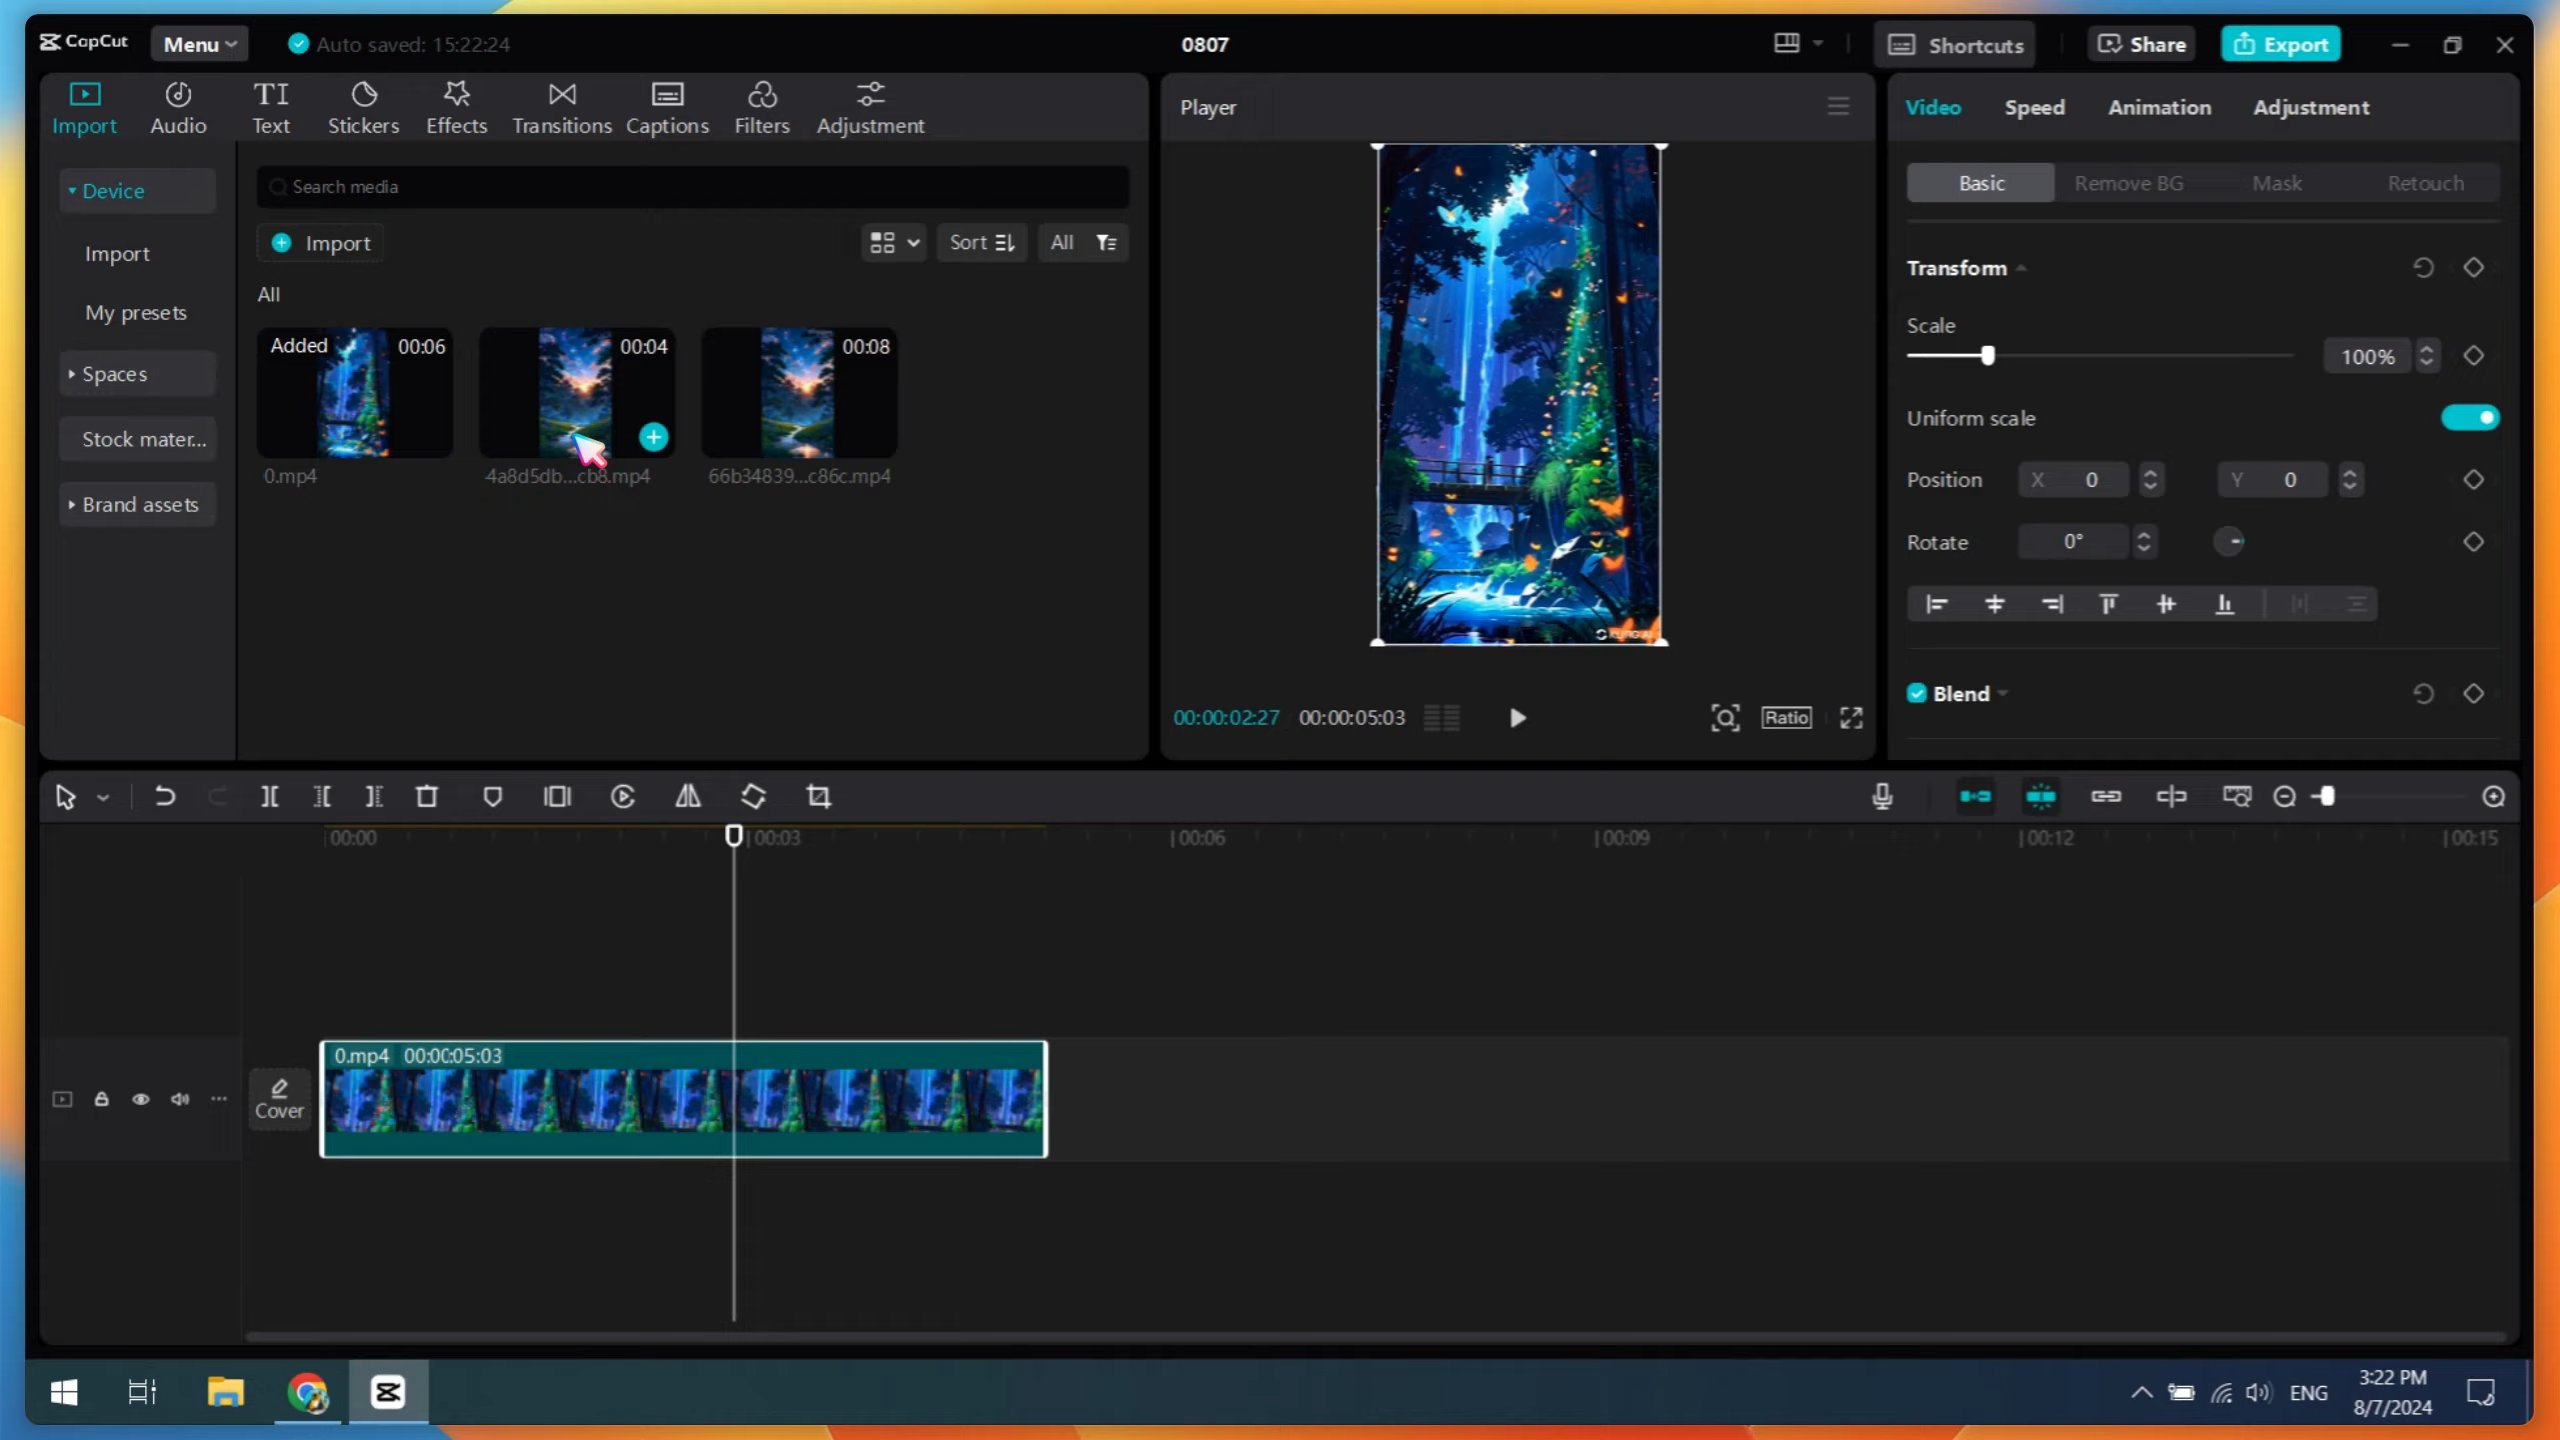 CapCut
Menu
Auto saved: 15:22:24
0807
Shortcuts
Share
Export
Import
Audio
TI
Text
Stickers
Effects
Transitions
Captions
Filters
Adjustment
Device
Import
My presets
Spaces
Stock mater...
Brand assets
Search media
Import
Sort
All
All
Added
00:06
00:04
00:08
0.mp4
4a8d5db...cb8.mp4
66b34839...c86c.mp4
Player
00:00:02:27
00:00:05:03
Ratio
Video
Speed
Animation
Adjustment
Basic
Remove BG
Mask
Retouch
Transform
Scale
100%
Uniform scale
Position
X 0
Y 0
Rotate
0°
Blend
00:00
00:03
00:06
00:09
00:12
00:15
Cover
0.mp4 00:00:05:03
ENG
3:22 PM
8/7/2024